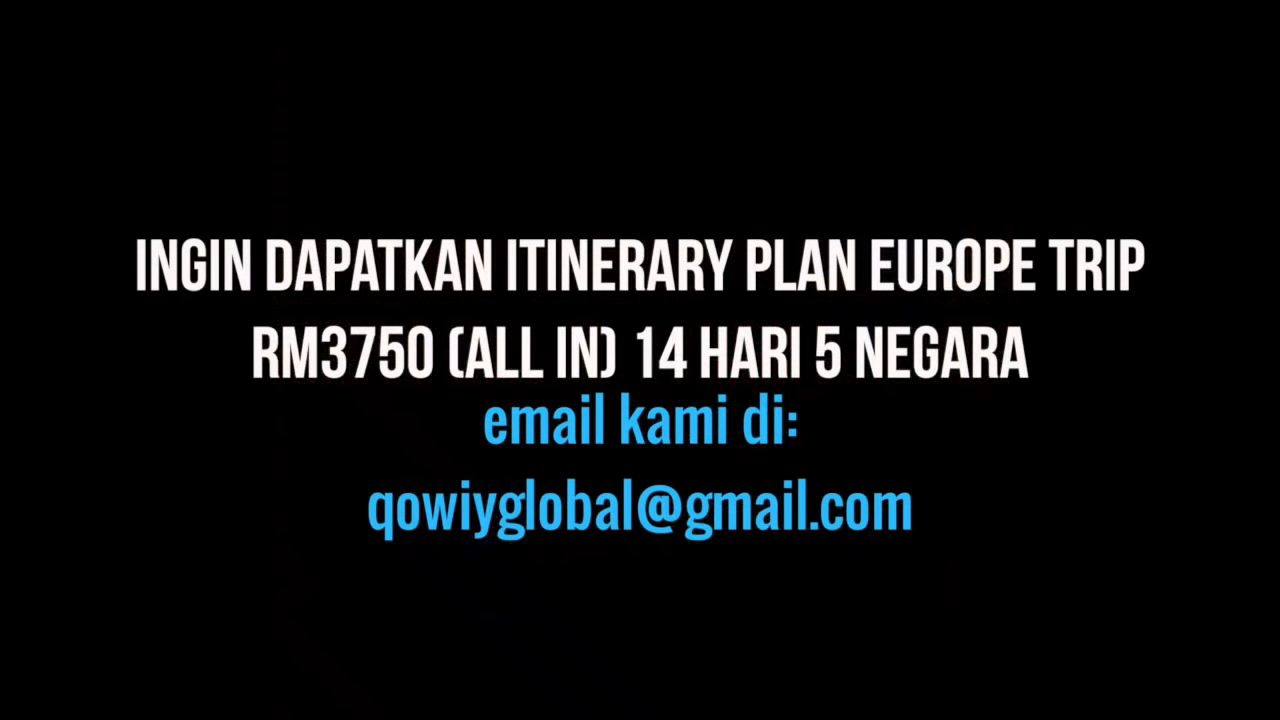 INGIN DAPATKAN ITINERARY PLAN EUROPE TRIP
RM3750 (ALL IN) 14 HARI 5 NEGARA
email kami di:
qowiyglobal@gmail.com